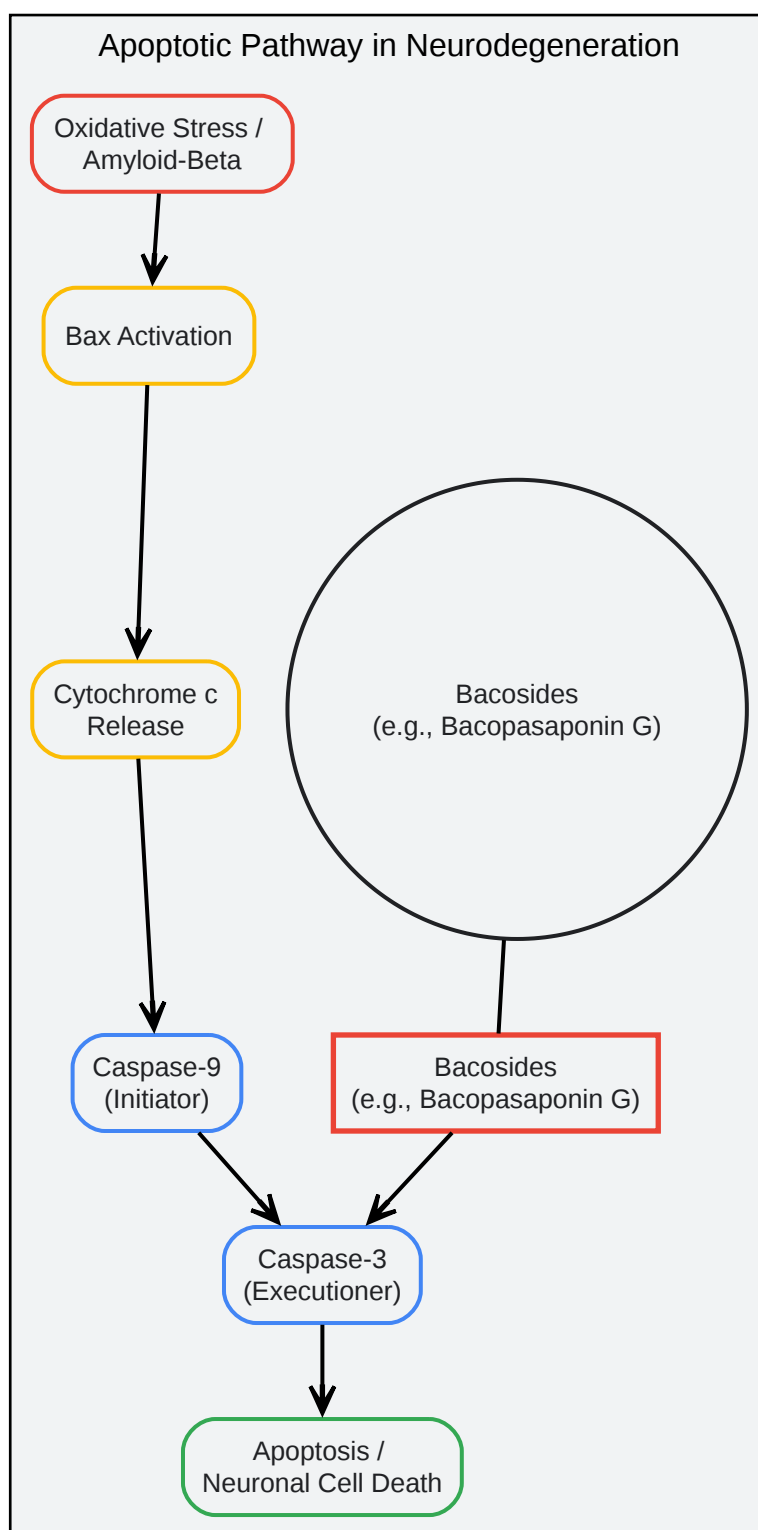 Apoptotic Pathway in Neurodegeneration
Oxidative Stress /
Amyloid-Beta
Bax Activation
Cytochrome c
Release
Bacosides
(e.g., Bacopasaponin G)
Caspase-9
(Initiator)
Bacosides
(e.g., Bacopasaponin G)
Caspase-3
(Executioner)
Apoptosis /
Neuronal Cell Death